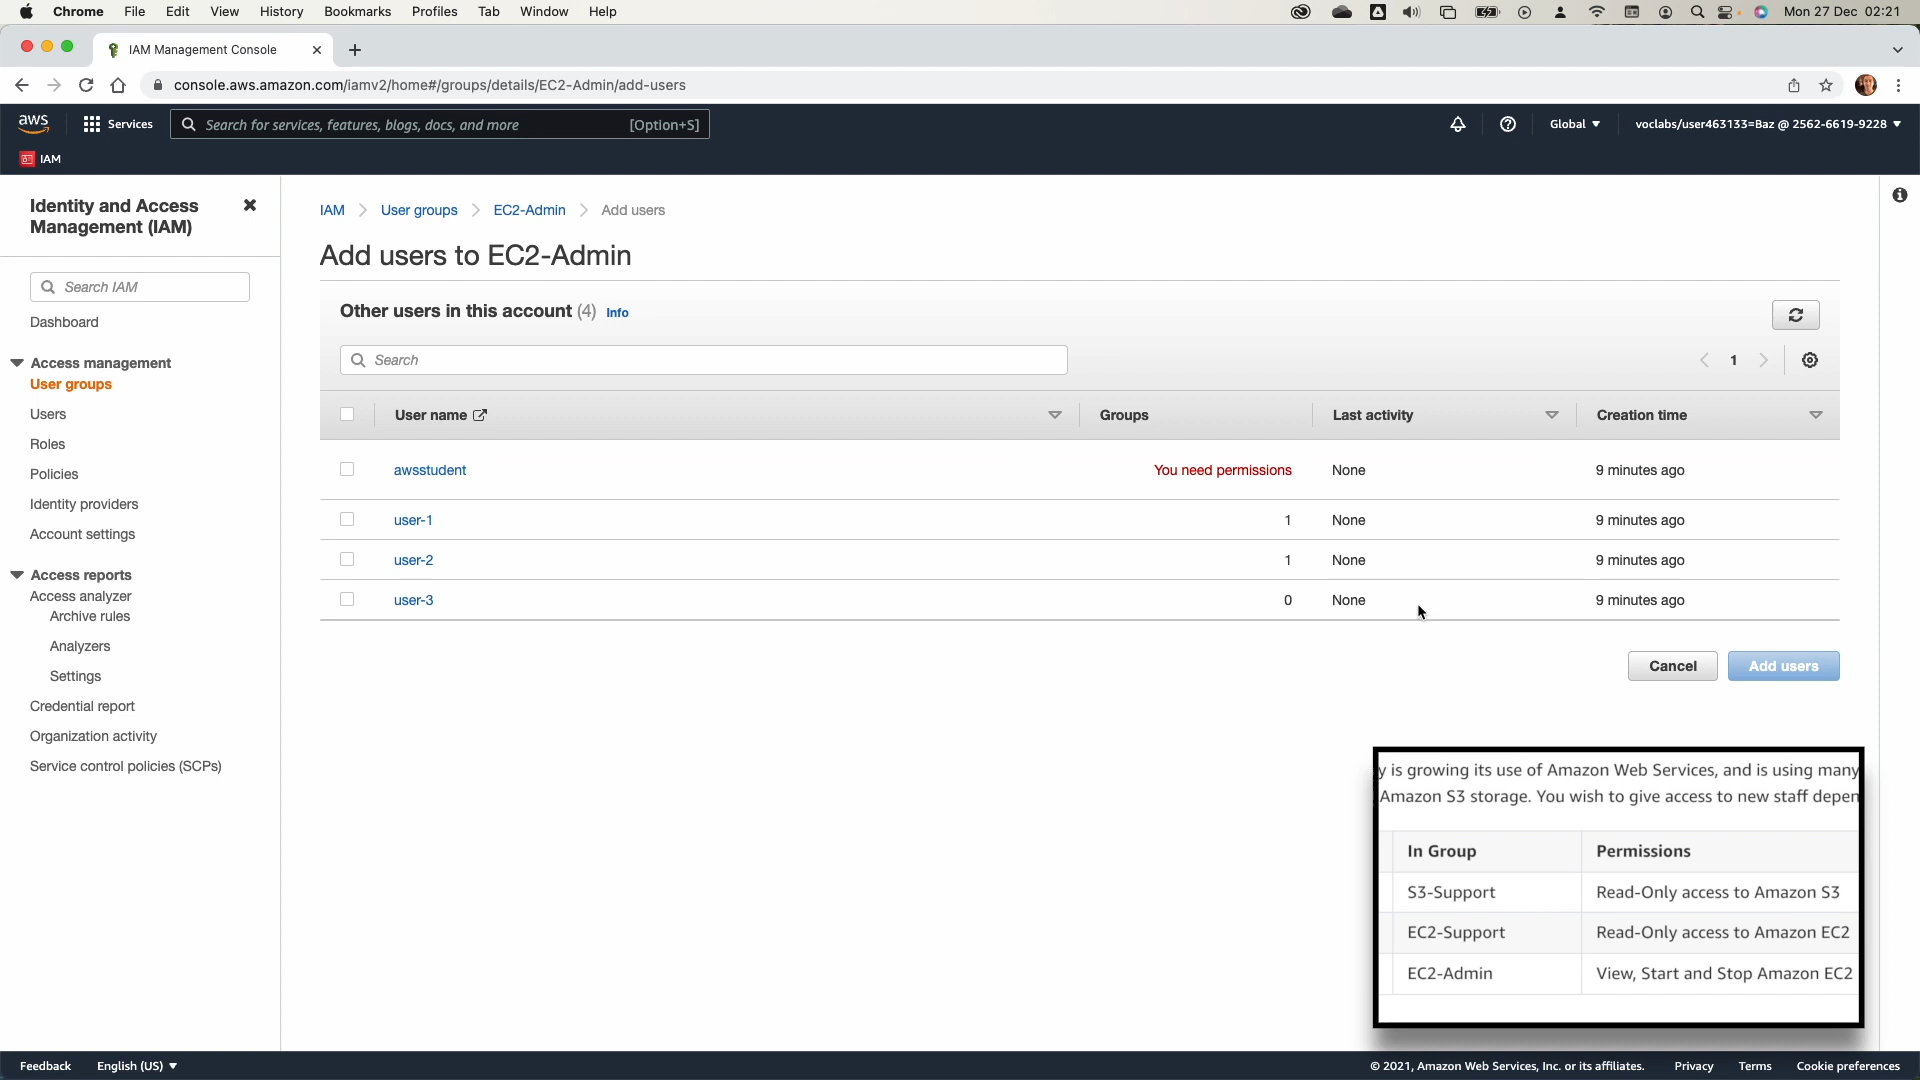 Chrome File Edit View History Bookmarks Profiles Tab Window Help Mon 27 Dec 02:21
IAM Management Console
console.aws.amazon.com/iamv2/home#/groups/details/EC2-Admin/add-users
aws Services Search for services, features, blogs, docs, and more [Option+S] Global voclabs/user463133=Baz @ 2562-6619-9228
IAM
Identity and Access
Management (IAM)
Search IAM
Dashboard
Access management
User groups
Users
Roles
Policies
Identity providers
Account settings
Access reports
Access analyzer
Archive rules
Analyzers
Settings
Credential report
Organization activity
Service control policies (SCPs)
IAM User groups EC2-Admin Add users
Add users to EC2-Admin
Other users in this account (4) Info
Search
1
User name Groups Last activity Creation time
awsstudent You need permissions None 9 minutes ago
user-1 1 None 9 minutes ago
user-2 1 None 9 minutes ago
user-3 0 None 9 minutes ago
Cancel Add users
y is growing its use of Amazon Web Services, and is using many
Amazon S3 storage. You wish to give access to new staff depen
In Group Permissions
S3-Support Read-Only access to Amazon S3
EC2-Support Read-Only access to Amazon EC2
EC2-Admin View, Start and Stop Amazon EC2
Feedback English (US) © 2021, Amazon Web Services, Inc. or its affiliates. Privacy Terms Cookie preferences